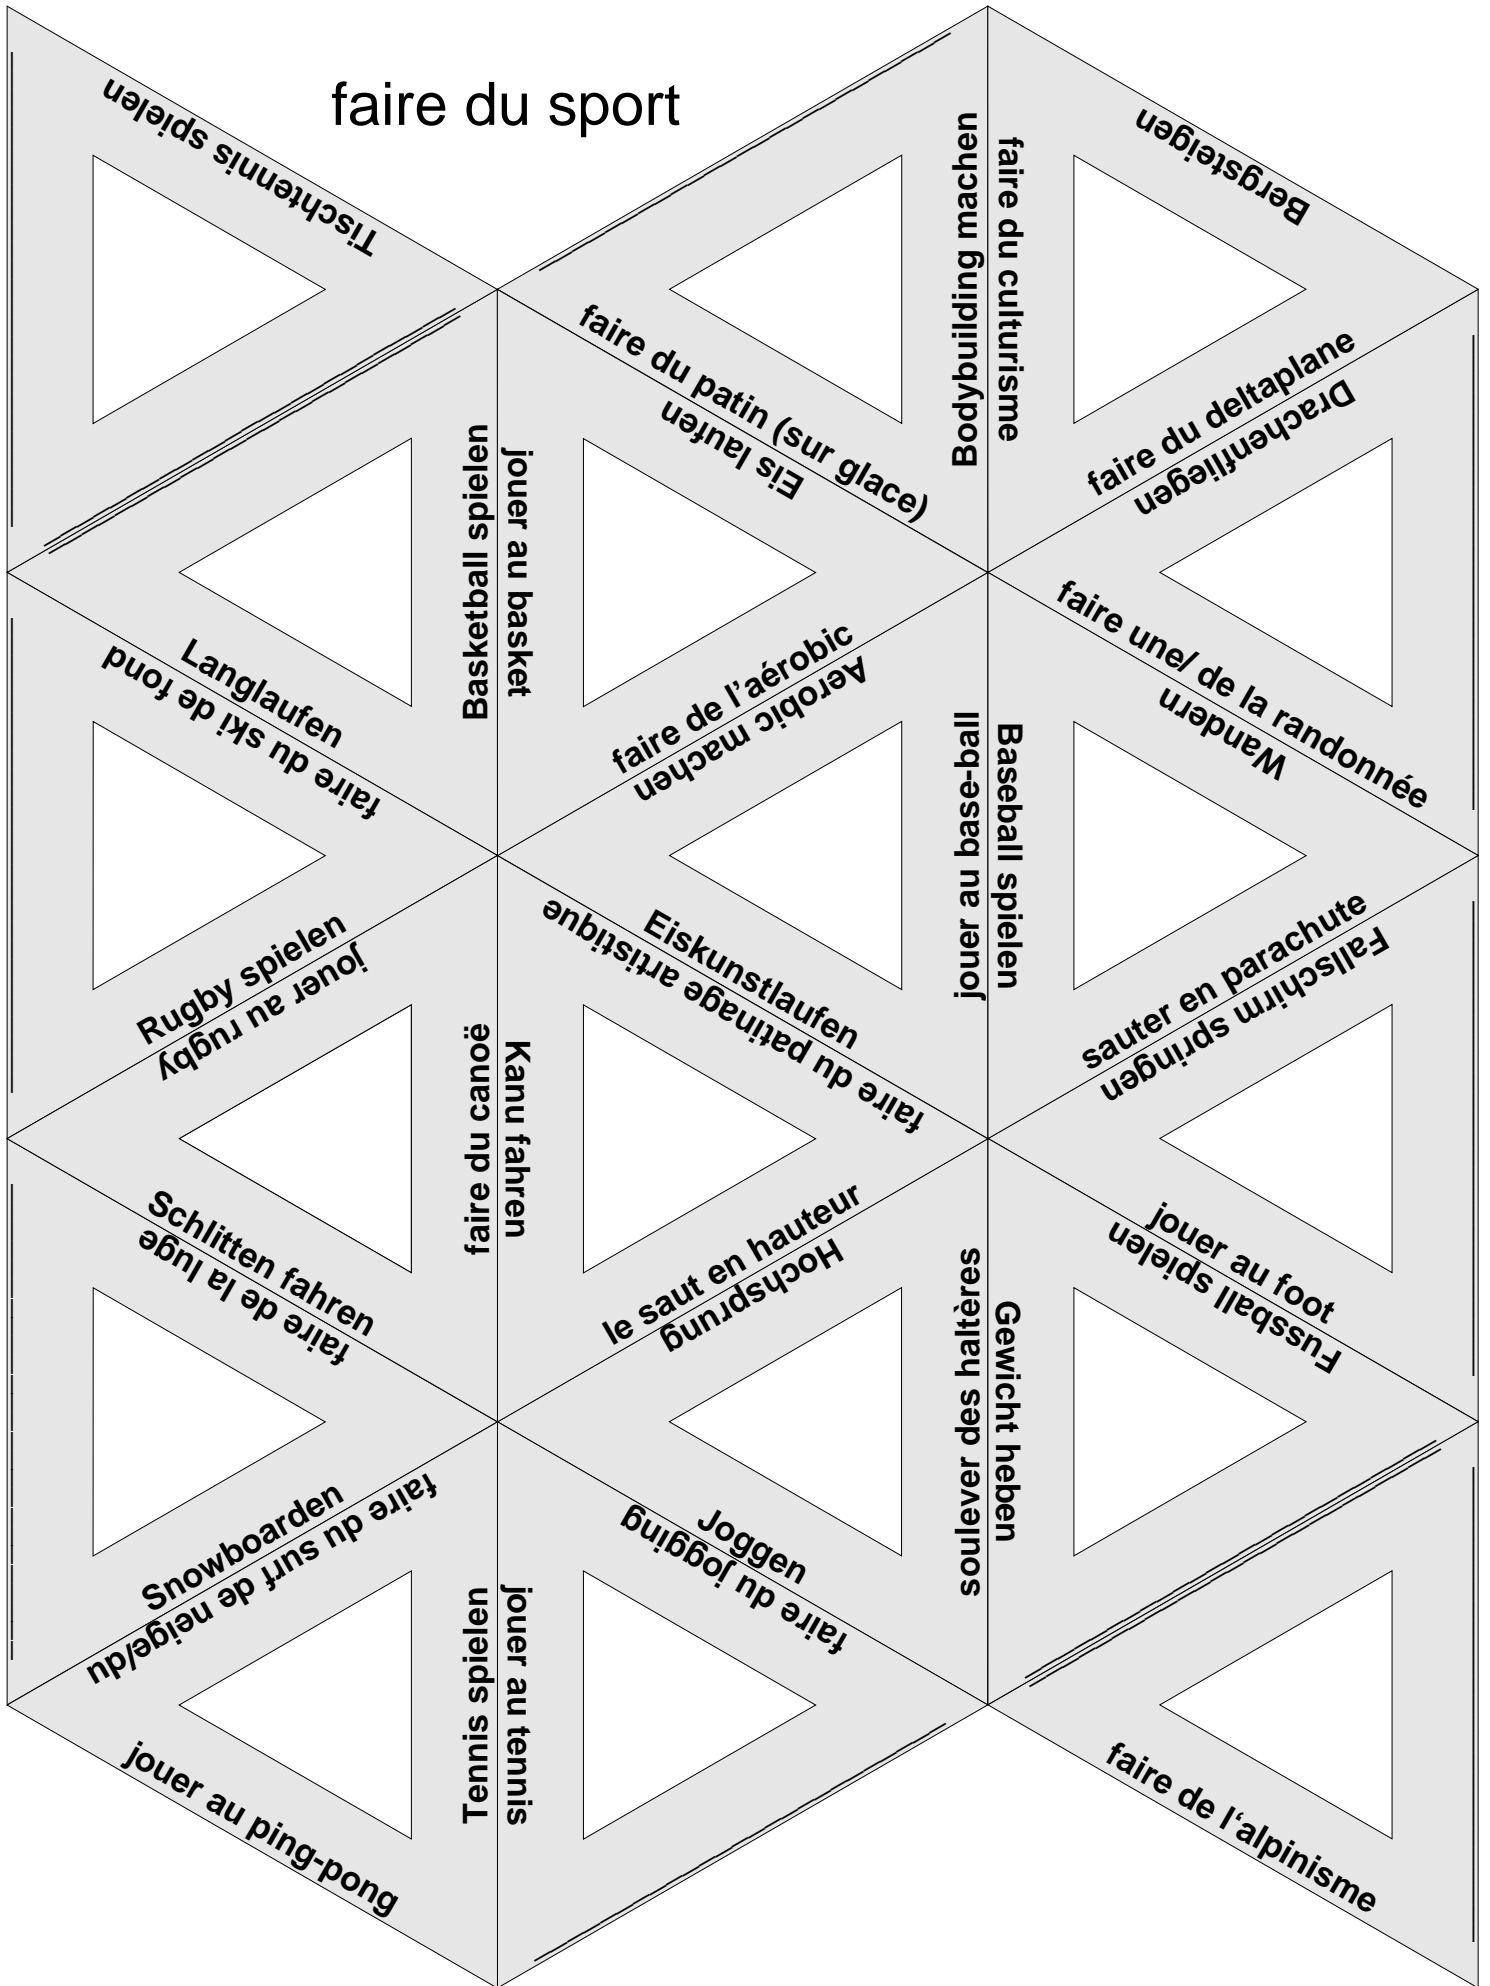 faire du sport
Tischtennis spielen
Bodybuilding machen
faire du culturisme
Bergsteigen
faire du patin (sur glace)
Eis laufen
faire du deltaplane
Drachenfliegen
Basketball spielen
jouer au basket
Langlaufen
faire du ski de fond
faire de l’aérobic
Aerobic machen
faire une/ de la randonnée
Wandern
jouer au base-ball
Baseball spielen
Rugby spielen
jouer au rugby
Eiskunstlaufen
faire du patinage artistique
sauter en parachute
Fallschirm springen
faire du canoë
Kanu fahren
Schlitten fahren
faire de la luge
le saut en hauteur
Hochsprung
jouer au foot
Fussball spielen
soulever des haltères
Gewicht heben
Snowboarden
faire du surf de neige/du
Joggen
faire du jogging
Tennis spielen
jouer au tennis
jouer au ping-pong
faire de l‘alpinisme